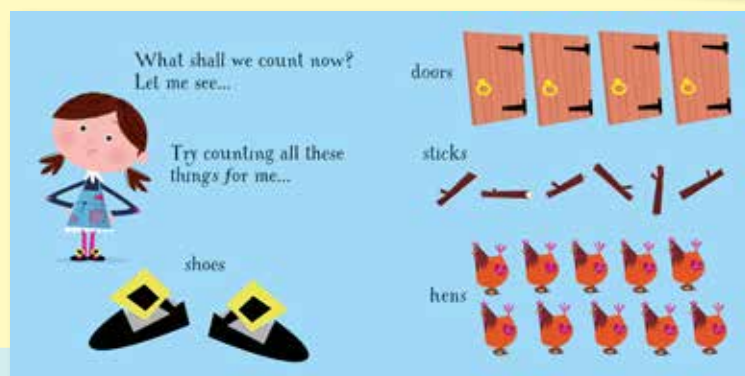 What shall we count now?
Let me see...
Try counting all these
things for me...
shoes
doors
sticks
hens